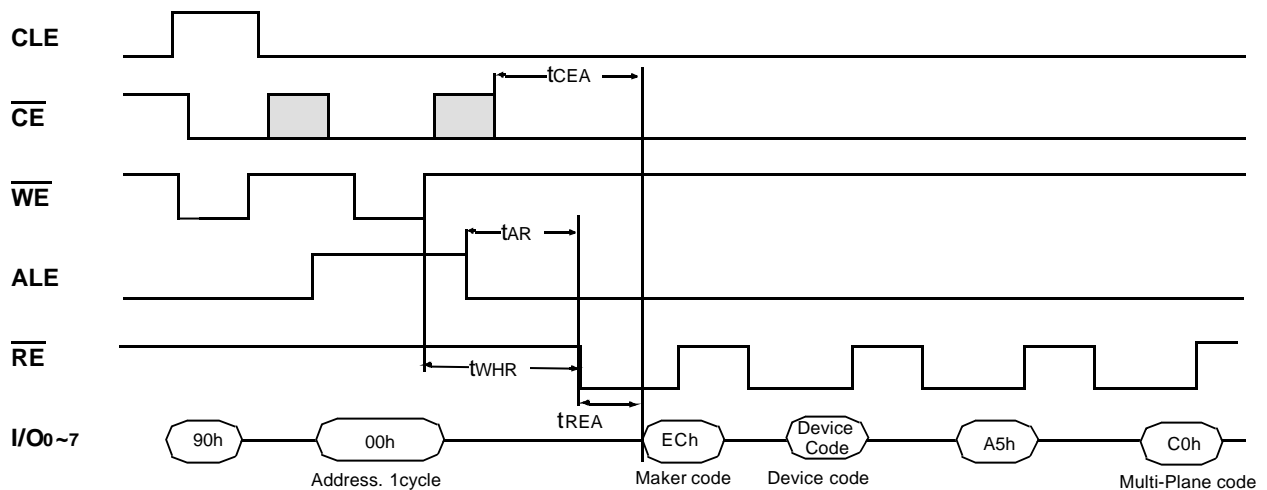 CLE
tCEA
CE
WE
tAR
ALE
RE
tWHR
tREA
I/O0~7
90h
00h
ECh
Device
Code
A5h
C0h
Address. 1cycle
Maker code
Device code
Multi-Plane code